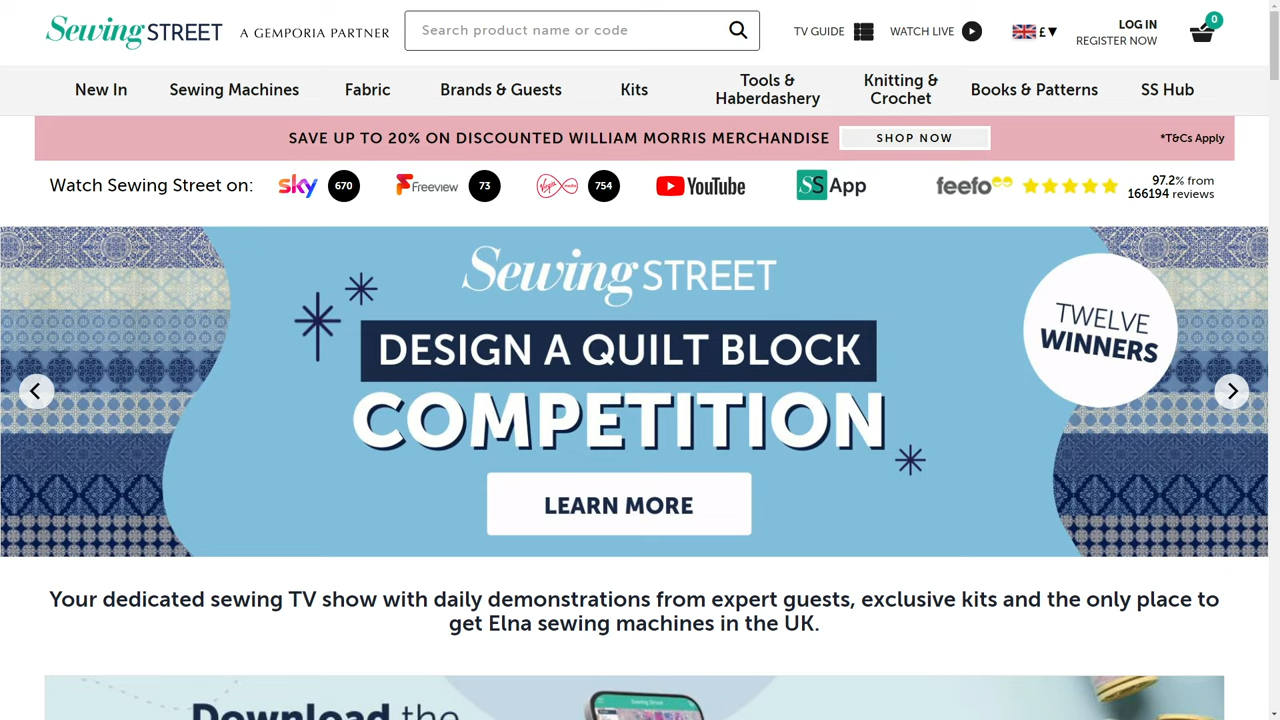 Sewing STREET A GEMPORIA PARTNER
Search product name or code
TV GUIDE
WATCH LIVE
£▼
LOG IN
REGISTER NOW
0
New In
Sewing Machines
Fabric
Brands & Guests
Kits
Tools &
Haberdashery
Knitting &
Crochet
Books & Patterns
SS Hub
SAVE UP TO 20% ON DISCOUNTED WILLIAM MORRIS MERCHANDISE
SHOP NOW
*T&Cs Apply
Watch Sewing Street on:
sky 670
Freeview 73
Virgin media 754
YouTube
SS App
feefo
97.2% from
166194 reviews
Sewing STREET
DESIGN A QUILT BLOCK
COMPETITION
LEARN MORE
TWELVE
WINNERS
Your dedicated sewing TV show with daily demonstrations from expert guests, exclusive kits and the only place to
get Elna sewing machines in the UK.
Download the